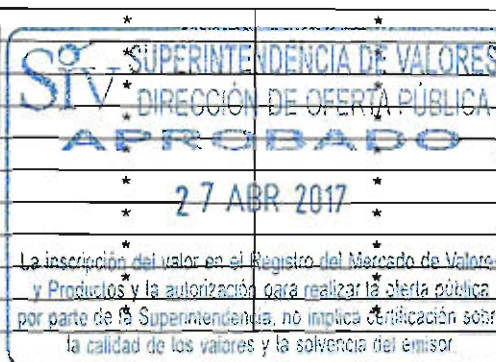 * *
SIV SUPERINTENDENCIA DE VALORES
* DIRECCIÓN DE OFERTA PÚBLICA
APROBADO
* *
27 ABR 2017
* *
* *
La inscripción del valor en el Registro del Mercado de Valores
y Productos y la autorización para realizar la oferta pública
por parte de la Superintendencia, no implica certificación sobre
la calidad de los valores y la solvencia del emisor.